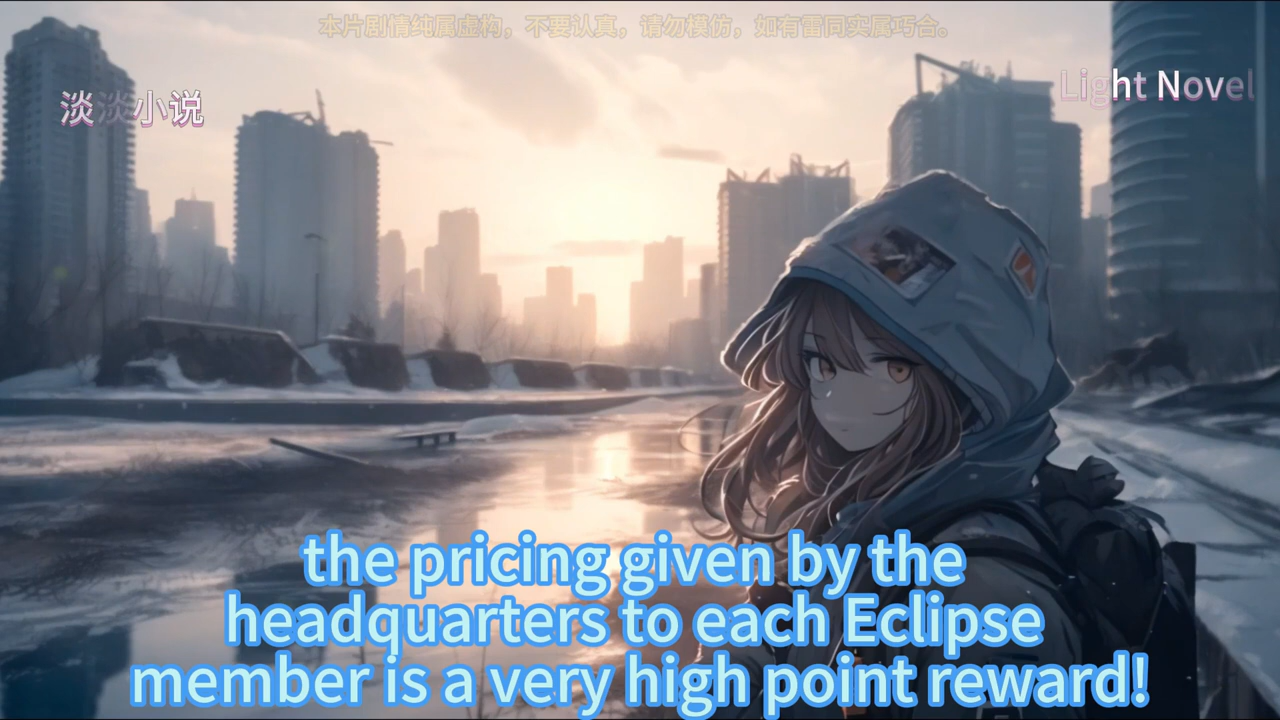 本片剧情纯属虚构，不要认真，请勿模仿，如有雷同实属巧合。
淡淡小说
Light Novel
the pricing given by the
headquarters to each Eclipse
member is a very high point reward!